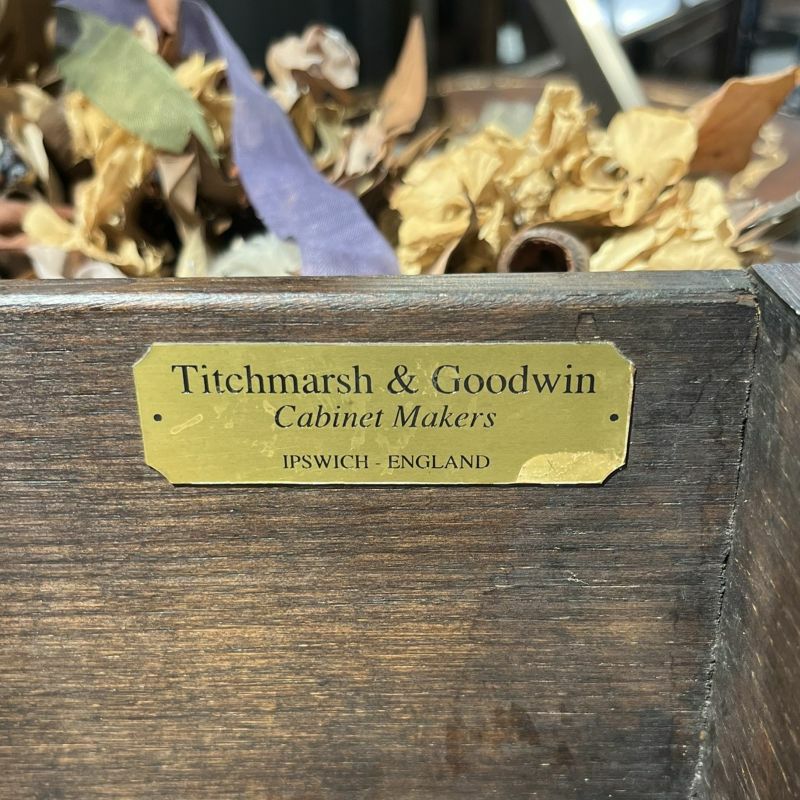 Titchmarsh & Goodwin
Cabinet Makers
IPSWICH - ENGLAND